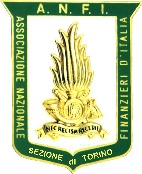 A.N.F.I.
ASSOCIAZIONE NAZIONALE
FINANZIERI D'ITALIA
NEC RECISA RECEDIT
SEZIONE di TORINO